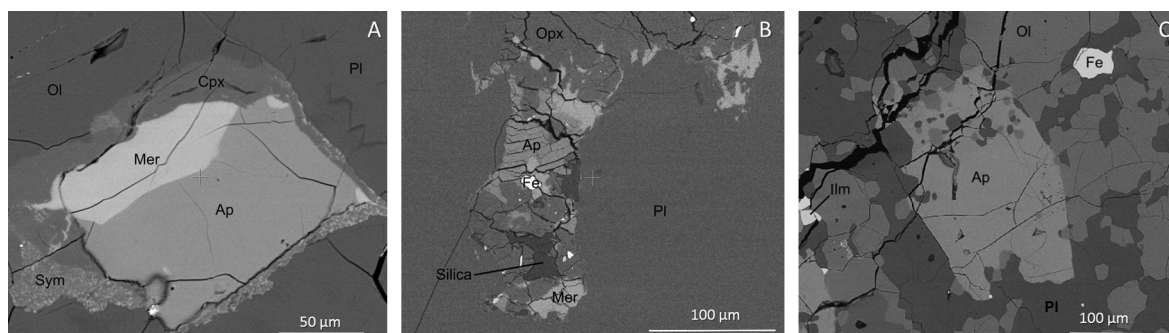 A
Ol
Cpx
Pl
Mer
Ap
Sym
50 µm
B
Opx
Ap
Fe
Pl
Silica
Mer
100 µm
C
Ol
Fe
Ap
Ilm
Pl
100 µm